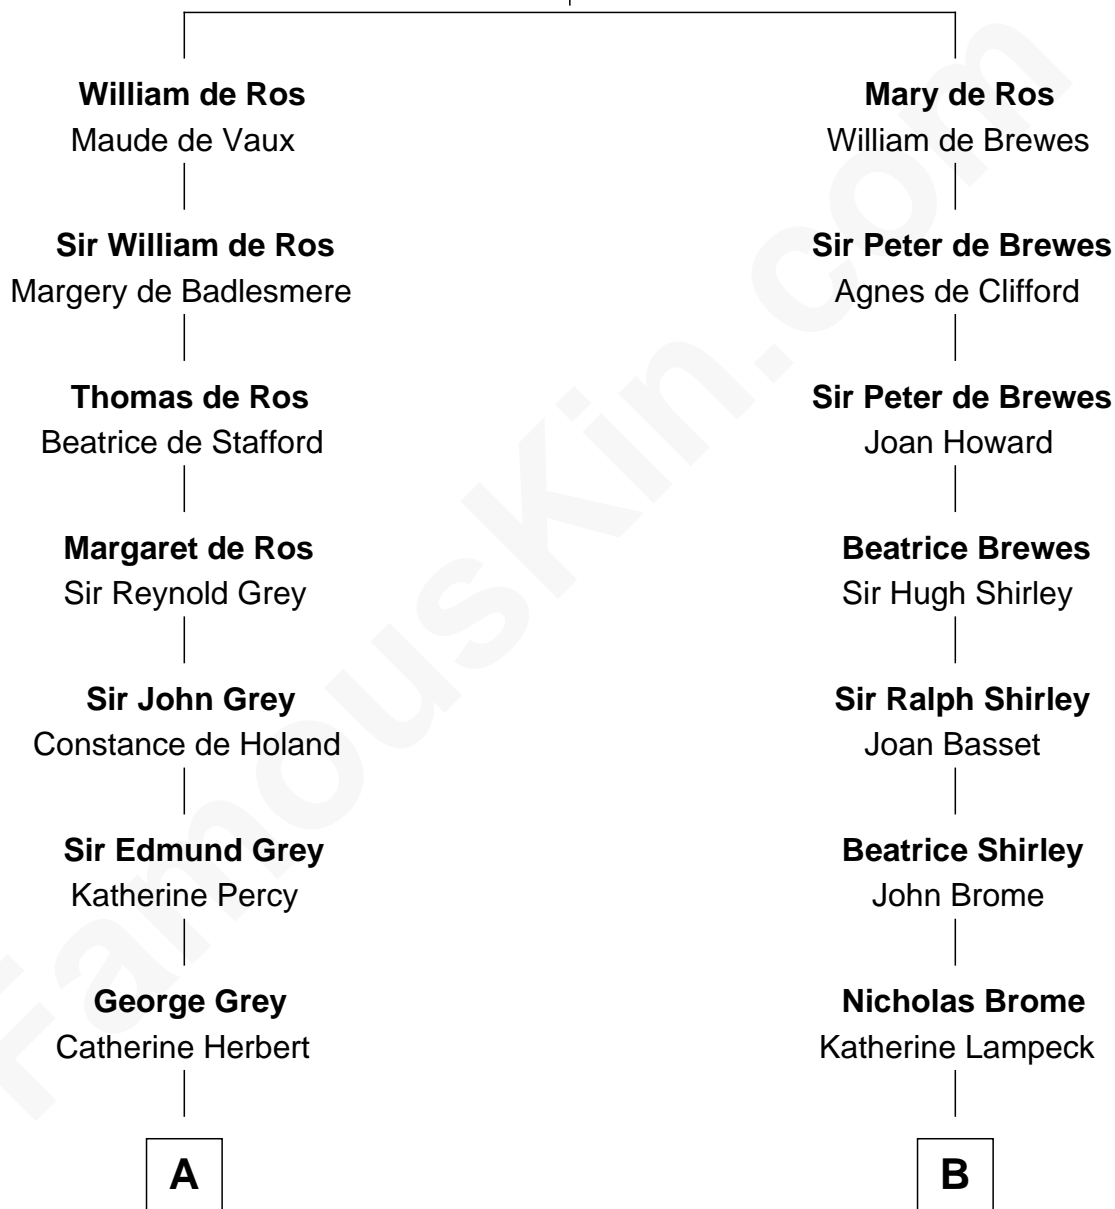 William de Ros
Maude de Vaux
Sir William de Ros
Margery de Badlesmere
Thomas de Ros
Beatrice de Stafford
Margaret de Ros
Sir Reynold Grey
Sir John Grey
Constance de Holand
Sir Edmund Grey
Katherine Percy
George Grey
Catherine Herbert
A
Mary de Ros
William de Brewes
Sir Peter de Brewes
Agnes de Clifford
Sir Peter de Brewes
Joan Howard
Beatrice Brewes
Sir Hugh Shirley
Sir Ralph Shirley
Joan Basset
Beatrice Shirley
John Brome
Nicholas Brome
Katherine Lampeck
B
FamousKin.com